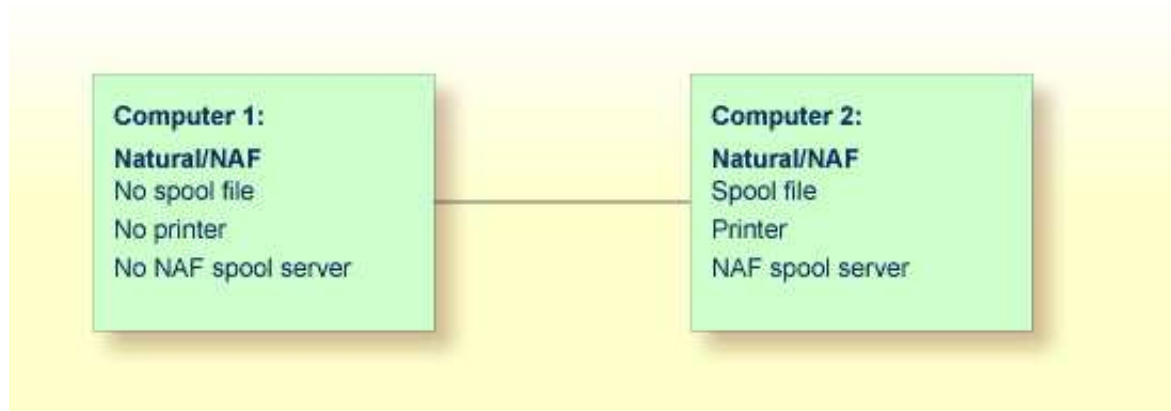 Computer 1:
Natural/NAF
No spool file
No printer
No NAF spool server
Computer 2:
Natural/NAF
Spool file
Printer
NAF spool server